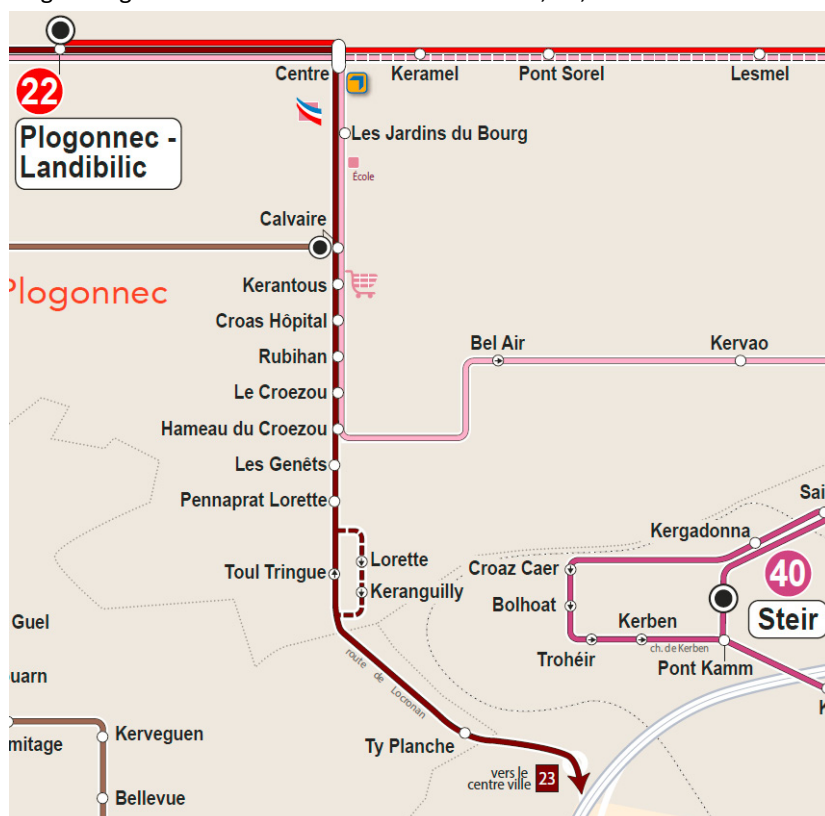 Centre
Keramel
Pont Sorel
Lesmel
22
Plogonnec -
Landibilic
Les Jardins du Bourg
École
Calvaire
Kerantous
Plogonnec
Croas Hôpital
Rubihan
Bel Air
Kervao
Le Croezou
Hameau du Croezou
Les Genêts
Pennaprat Lorette
Sai
Kergadonna
Lorette
Toul Tringue
Croaz Caer
40
Keranguilly
Bolhoat
Steir
Kerben
ch. de Kerben
Guel
Trohéir
Pont Kamm
route de Locronan
uarn
K
mitage
Kerveguen
Ty Planche
vers le
centre ville 23
Bellevue